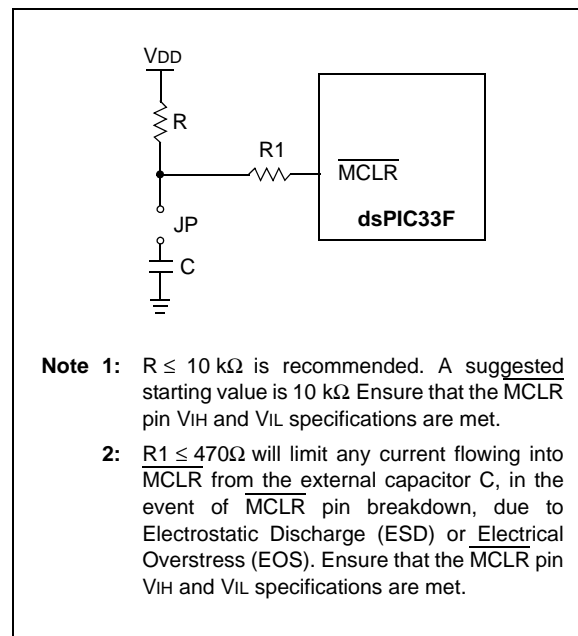 VDD
R
R1
MCLR
dsPIC33F
JP
C
Note 1: R ≤ 10 kΩ is recommended. A suggested
starting value is 10 kΩ Ensure that the MCLR
pin VIH and VIL specifications are met.
2: R1 ≤ 470Ω will limit any current flowing into
MCLR from the external capacitor C, in the
event of MCLR pin breakdown, due to
Electrostatic Discharge (ESD) or Electrical
Overstress (EOS). Ensure that the MCLR pin
VIH and VIL specifications are met.